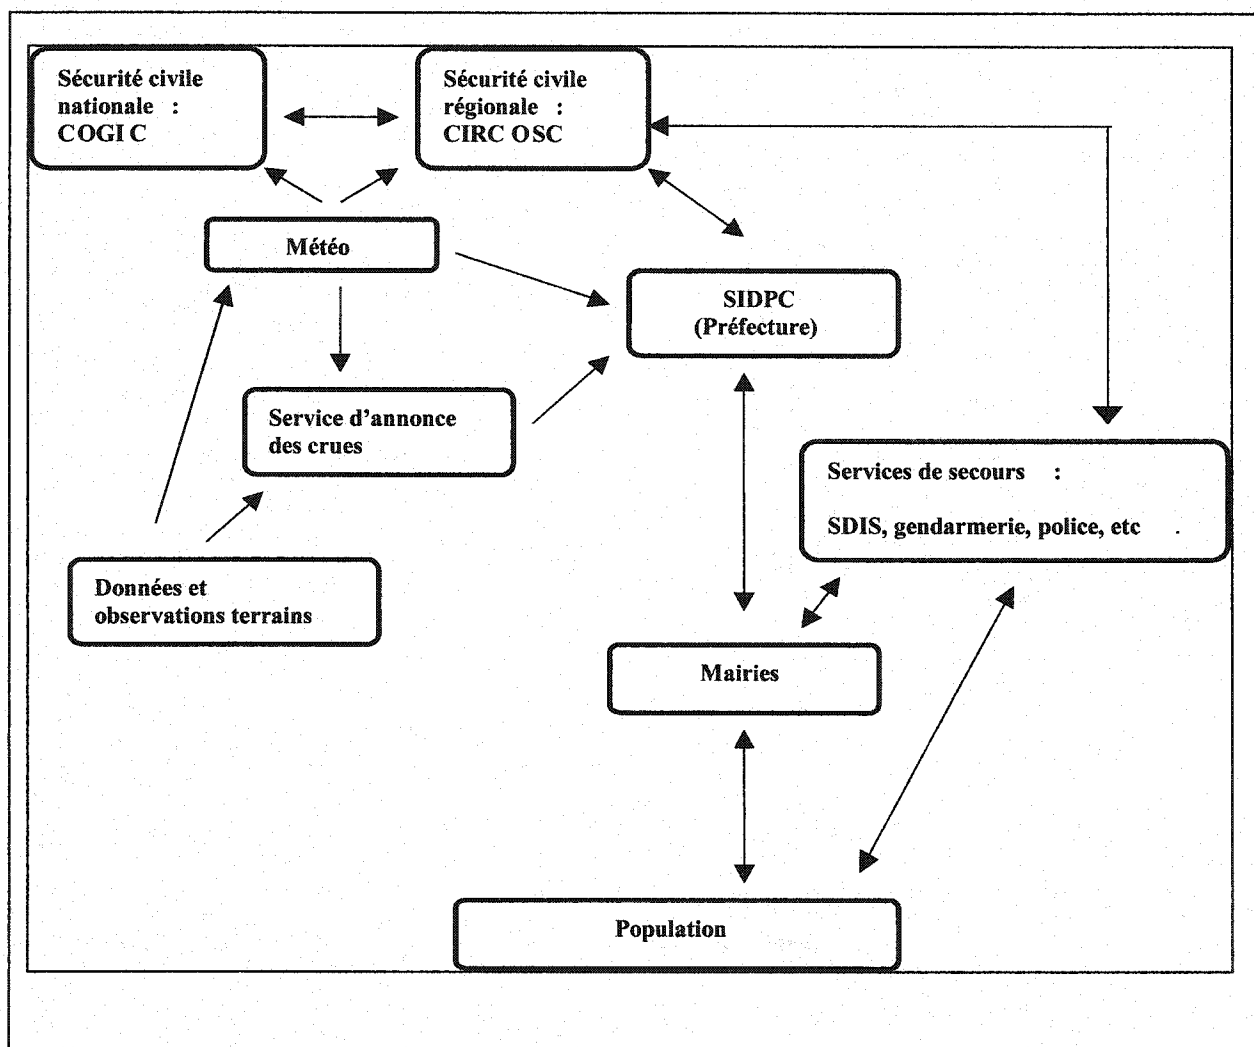 Sécurité civile
nationale :
COGI C
Sécurité civile
régionale :
CIRC OSC
Météo
SIDPC
(Préfecture)
Service d'annonce
des crues
Services de secours :
SDIS, gendarmerie, police, etc .
Données et
observations terrains
Mairies
Population